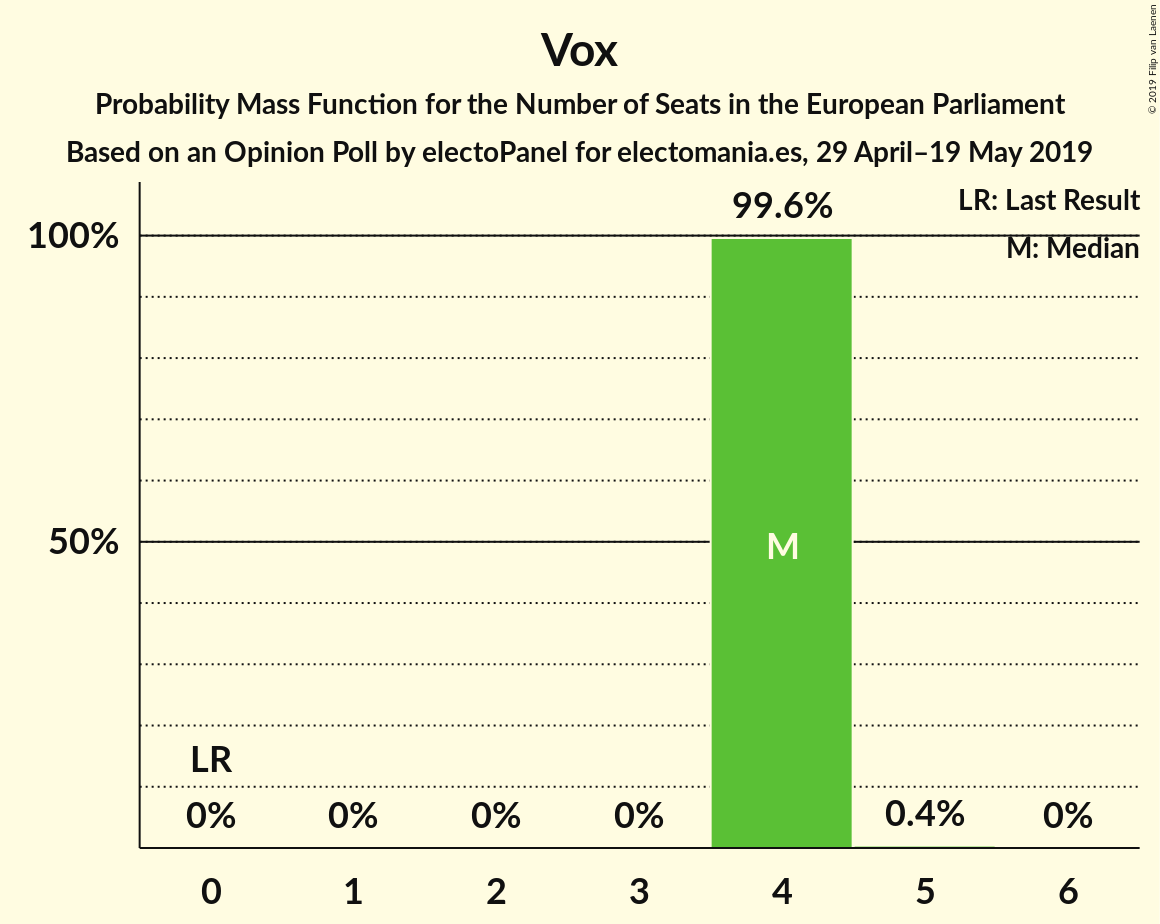 Vox
Probability Mass Function for the Number of Seats in the European Parliament
Based on an Opinion Poll by electoPanel for electomania.es, 29 April–19 May 2019
© 2019 Filip van Laenen
LR: Last Result
M: Median
99.6%
100%
50%
M
LR
0%
0%
0%
0%
0.4%
0%
0
1
2
3
4
5
6